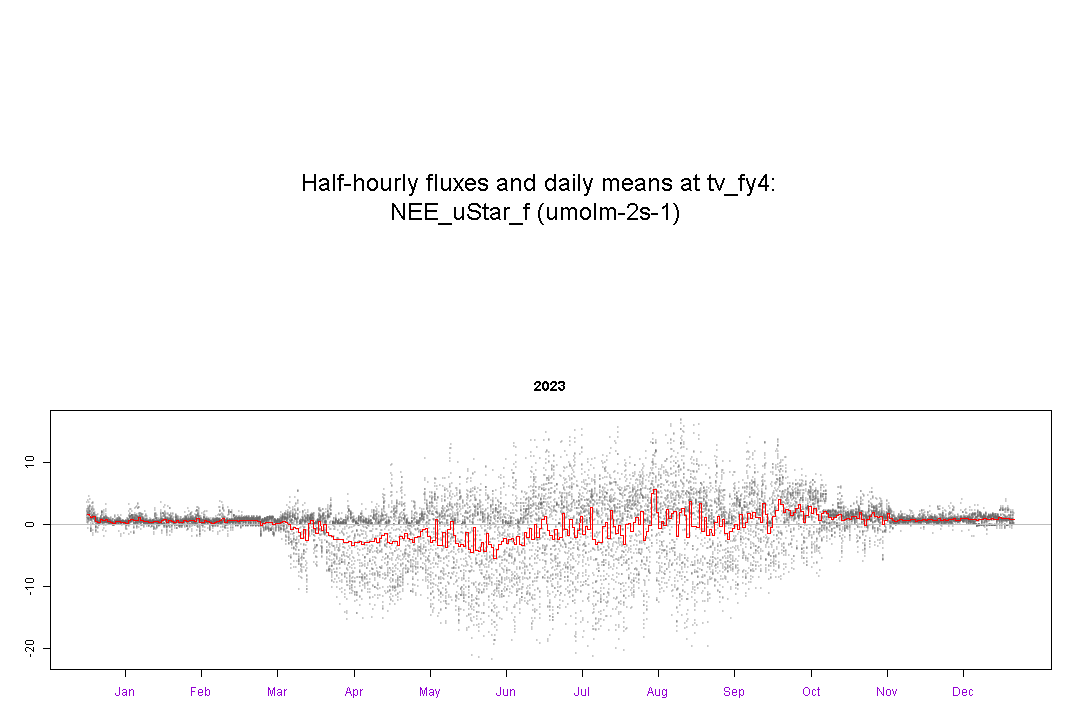 Half-hourly fluxes and daily means at tv_fy4:
NEE_uStar_f (umolm-2s-1)
2023
10
0
-10
-20
Jan Feb Mar Apr May Jun Jul Aug Sep Oct Nov Dec